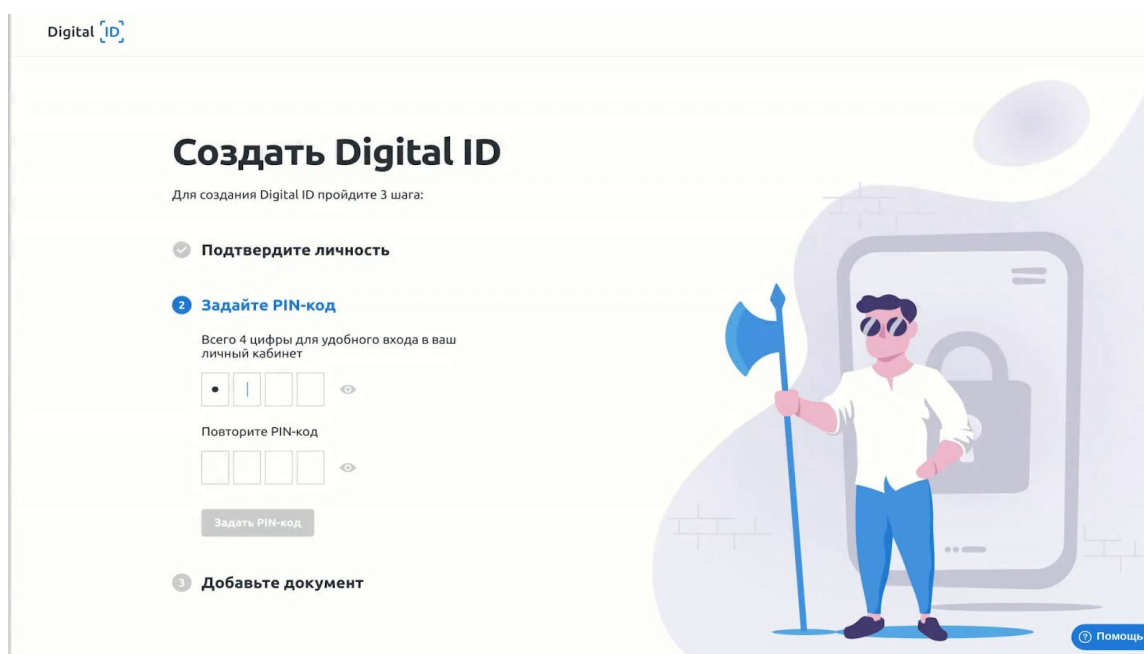 Digital [ID]
Создать Digital ID
Для создания Digital ID пройдите 3 шага:
Подтвердите личность
2 Задайте PIN-код
Всего 4 цифры для удобного входа в ваш
личный кабинет
Повторите PIN-код
Задать PIN-код
3 Добавьте документ
? Помощь